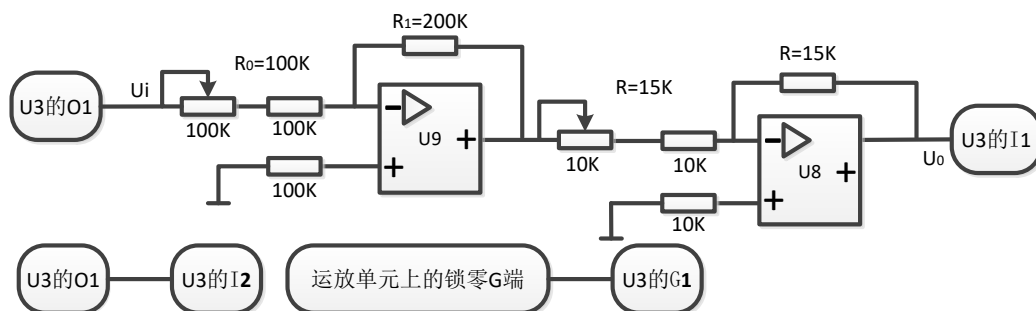 R₁=200K
R₀=100K
R=15K
R=15K
U3的O1
Ui
100K
100K
U9
10K
10K
U8
U₀
U3的I1
100K
10K
U3的O1
U3的I2
运放单元上的锁零G端
U3的G1